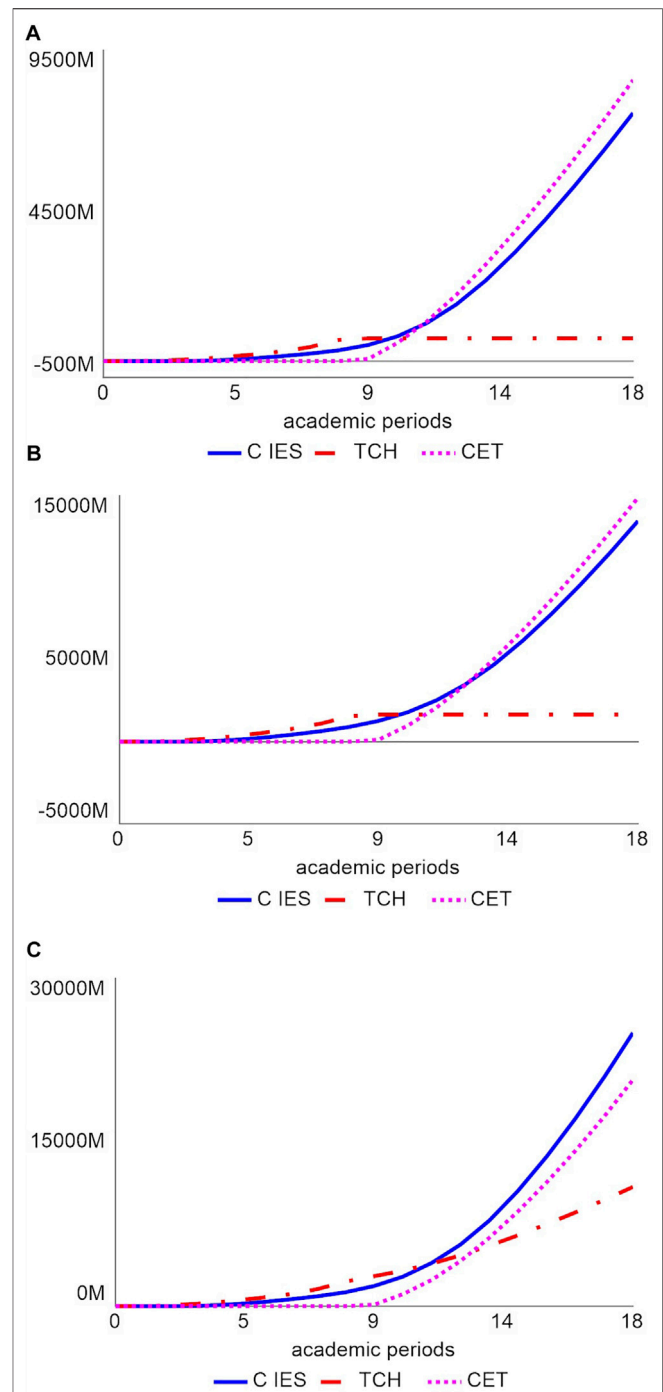 A
9500M
4500M
-500M
0 5 9 14 18
academic periods
C IES TCH CET
B
15000M
5000M
-5000M
0 5 9 14 18
academic periods
C IES TCH CET
C
30000M
15000M
0M
0 5 9 14 18
academic periods
C IES TCH CET